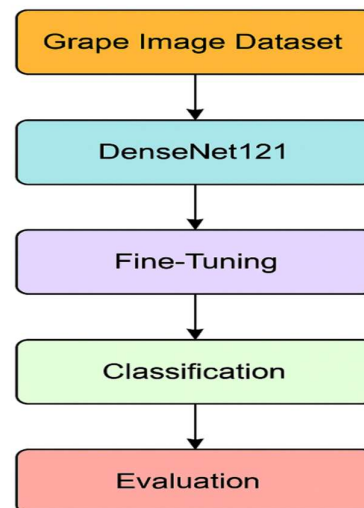 Grape Image Dataset
DenseNet121
Fine-Tuning
Classification
Evaluation